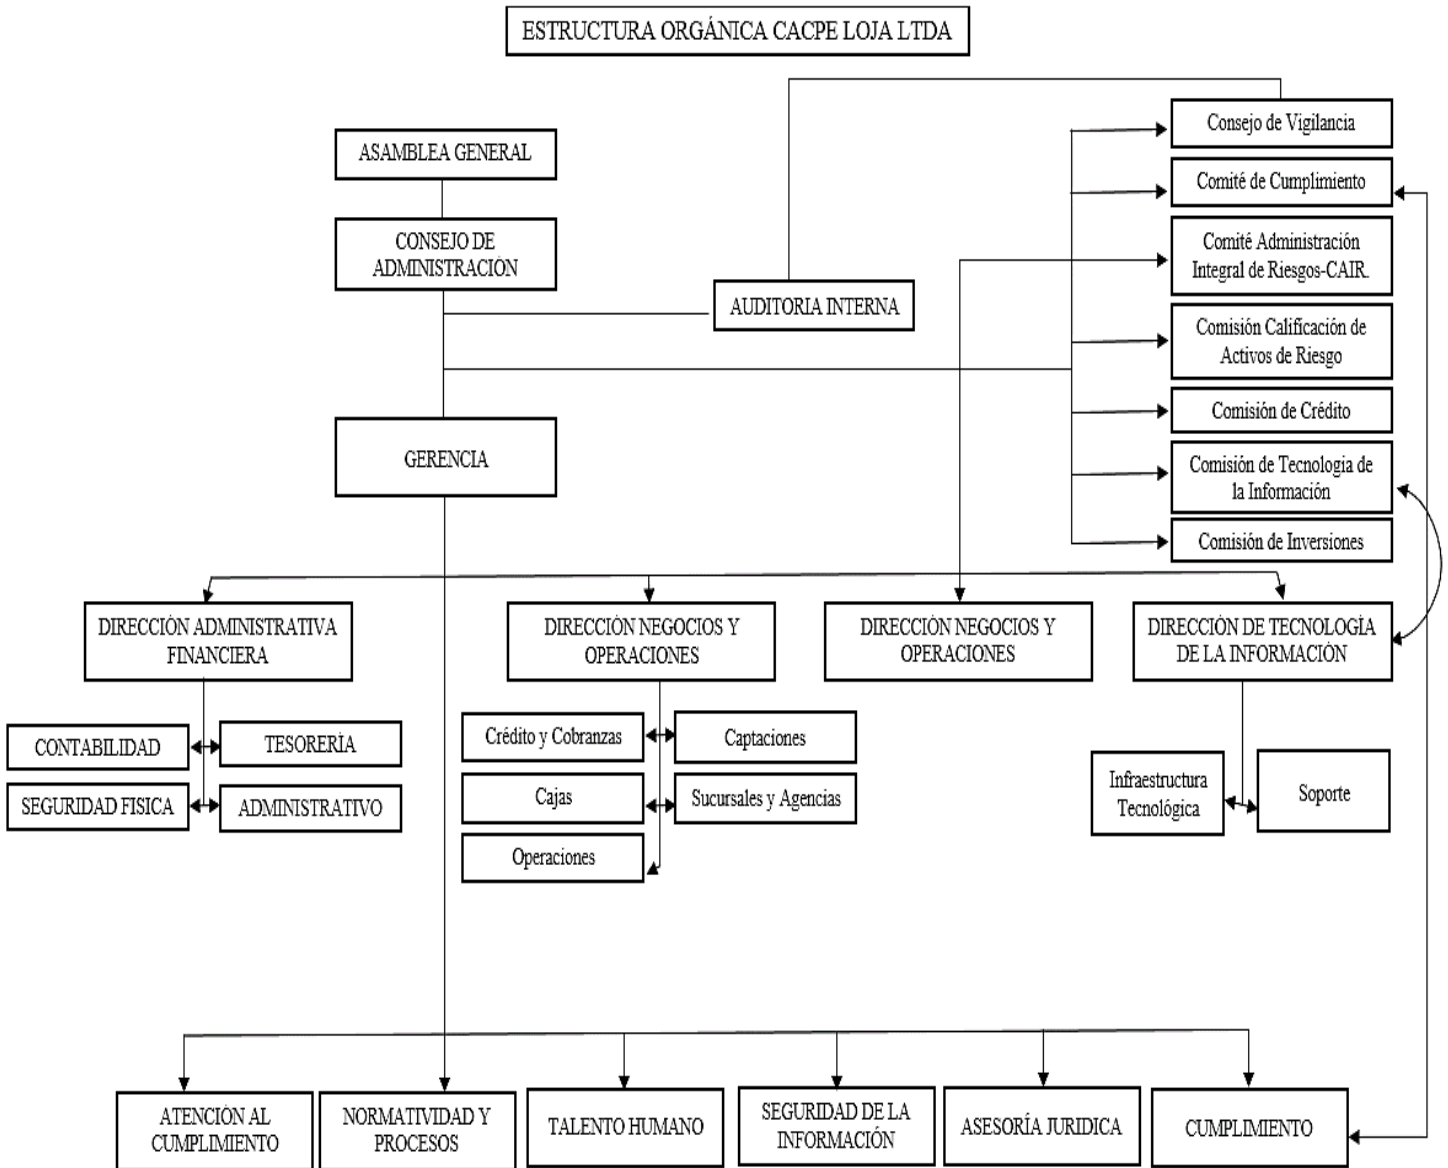 ESTRUCTURA ORGÁNICA CACPE LOJA LTDA
ASAMBLEA GENERAL
CONSEJO DE
ADMINISTRACIÓN
AUDITORIA INTERNA
GERENCIA
Consejo de Vigilancia
Comité de Cumplimiento
Comité Administración
Integral de Riesgos-CAIR.
Comisión Calificación de
Activos de Riesgo
Comisión de Crédito
Comisión de Tecnologia de
la Información
Comisión de Inversiones
DIRECCIÓN ADMINISTRATIVA
FINANCIERA
DIRECCIÓN NEGOCIOS Y
OPERACIONES
DIRECCIÓN NEGOCIOS Y
OPERACIONES
DIRECCIÓN DE TECNOLOGÍA
DE LA INFORMACIÓN
CONTABILIDAD
TESORERÍA
SEGURIDAD FISICA
ADMINISTRATIVO
Crédito y Cobranzas
Captaciones
Cajas
Sucursales y Agencias
Operaciones
Infraestructura
Tecnológica
Soporte
ATENCIÓN AL
CUMPLIMIENTO
NORMATIVIDAD Y
PROCESOS
TALENTO HUMANO
SEGURIDAD DE LA
INFORMACIÓN
ASESORÍA JURIDICA
CUMPLIMIENTO